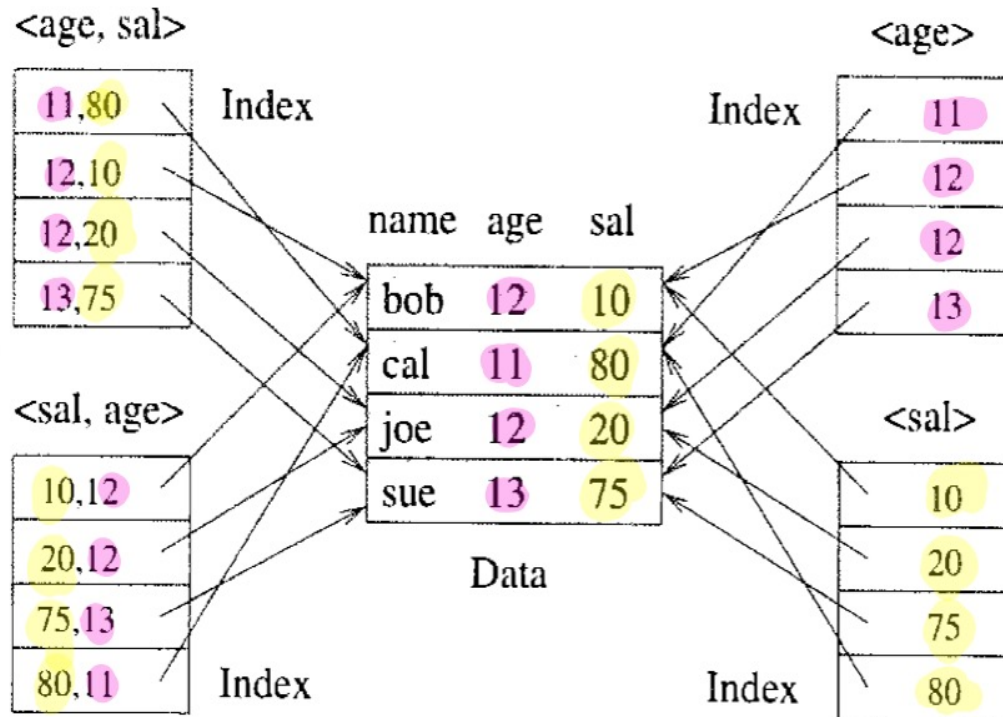 <age, sal>
11,80
12,10
12,20
13,75
Index
<sal, age>
10,12
20,12
75,13
80,11
Index
name age sal
bob 12 10
cal 11 80
joe 12 20
sue 13 75
Data
<age>
Index
11
12
12
13
<sal>
10
20
75
80
Index